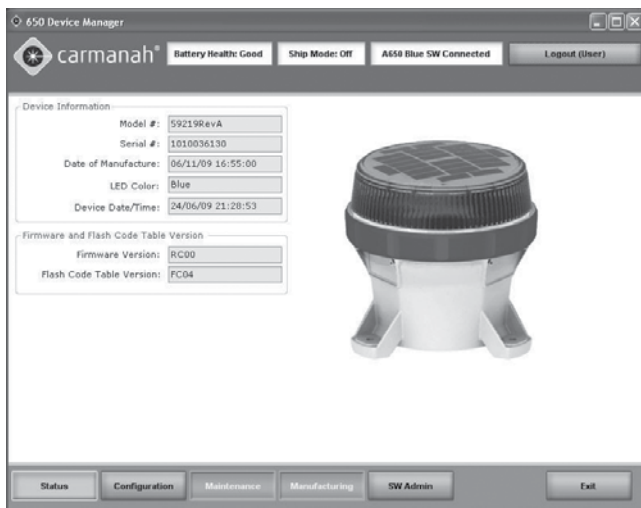 650 Device Manager
carmanah®
Battery Health: Good
Ship Mode: Off
A650 Blue SW Connected
Logout (User)
Device Information
Model #: 59219RevA
Serial #: 1010036130
Date of Manufacture: 06/11/09 16:55:00
LED Color: Blue
Device Date/Time: 24/06/09 21:28:53
Firmware and Flash Code Table Version
Firmware Version: RC00
Flash Code Table Version: FC04
Status
Configuration
Maintenance
Manufacturing
SW Admin
Exit